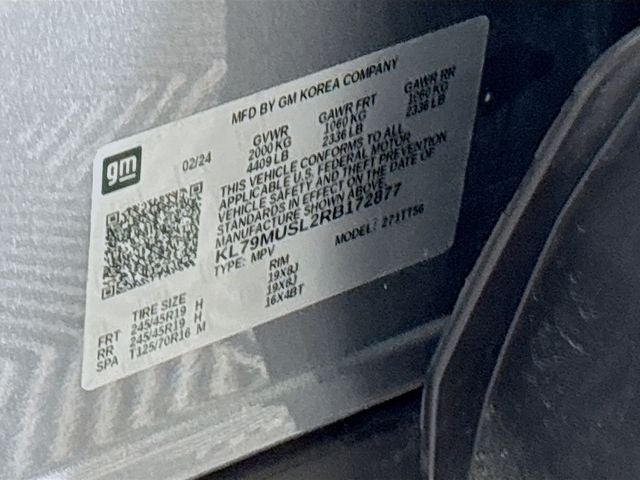 MFD BY GM KOREA COMPANY
gm
02/24
GVWR GAWR FRT GAWR RR
2000 KG 1060 KG 1060 KG
4409 LB 2336 LB 2336 LB
THIS VEHICLE CONFORMS TO ALL
APPLICABLE U.S. FEDERAL MOTOR
VEHICLE SAFETY AND THEFT PREVENTION
STANDARDS IN EFFECT ON THE DATE OF
MANUFACTURE SHOWN ABOVE.
KL79MUSL2RB172877
TYPE: MPV MODEL: 271TT56
TIRE SIZE RIM
FRT 245/45R19 H 19X8J
RR 245/45R19 H 19X8J
SPA T125/70R16 M 16X4BT